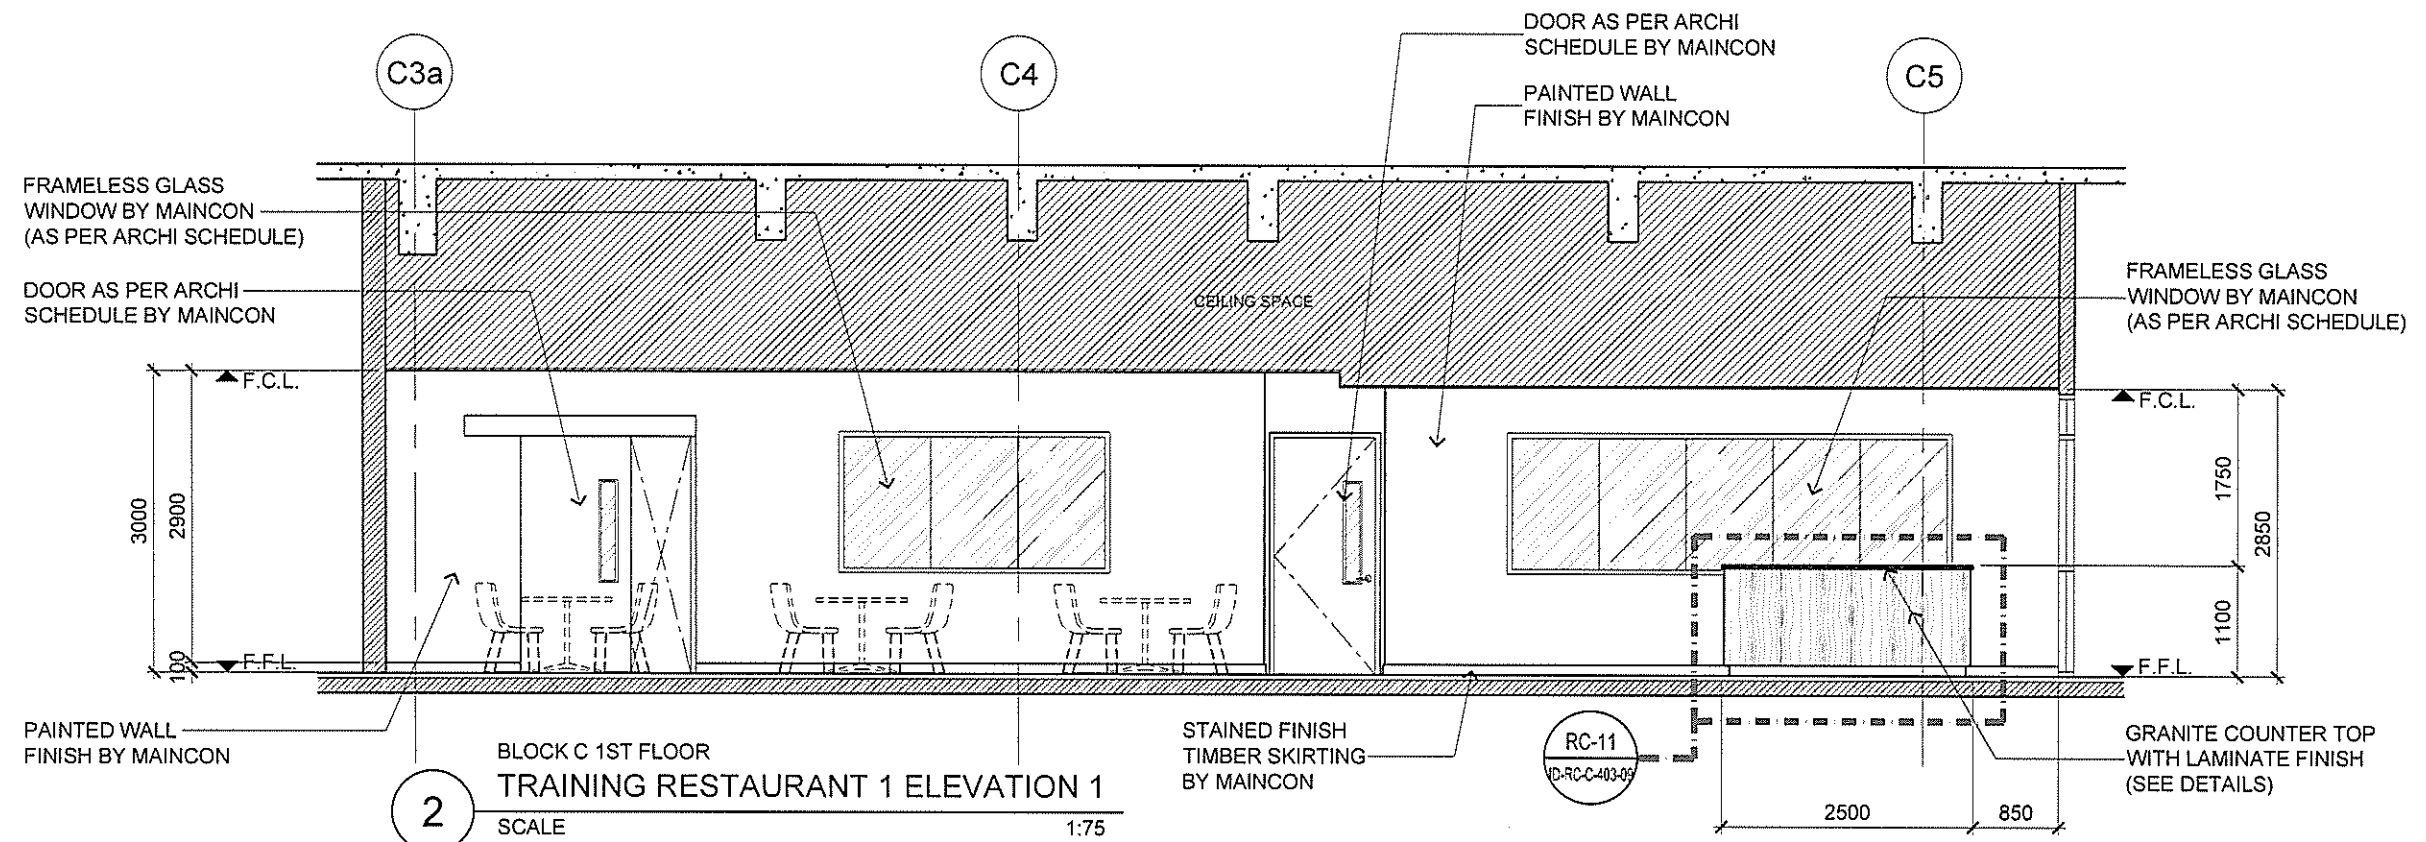 C3a
C4
C5
DOOR AS PER ARCHI
SCHEDULE BY MAINCON
PAINTED WALL
FINISH BY MAINCON
FRAMELESS GLASS
WINDOW BY MAINCON
(AS PER ARCHI SCHEDULE)
DOOR AS PER ARCHI
SCHEDULE BY MAINCON
CEILING SPACE
FRAMELESS GLASS
WINDOW BY MAINCON
(AS PER ARCHI SCHEDULE)
F.C.L.
F.C.L.
3000
2900
100
1750
2850
1100
F.F.L.
F.F.L.
PAINTED WALL
FINISH BY MAINCON
STAINED FINISH
TIMBER SKIRTING
BY MAINCON
RC-11
ID-RC-C-403-09
GRANITE COUNTER TOP
WITH LAMINATE FINISH
(SEE DETAILS)
2500
850
2
BLOCK C 1ST FLOOR
TRAINING RESTAURANT 1 ELEVATION 1
SCALE 1:75